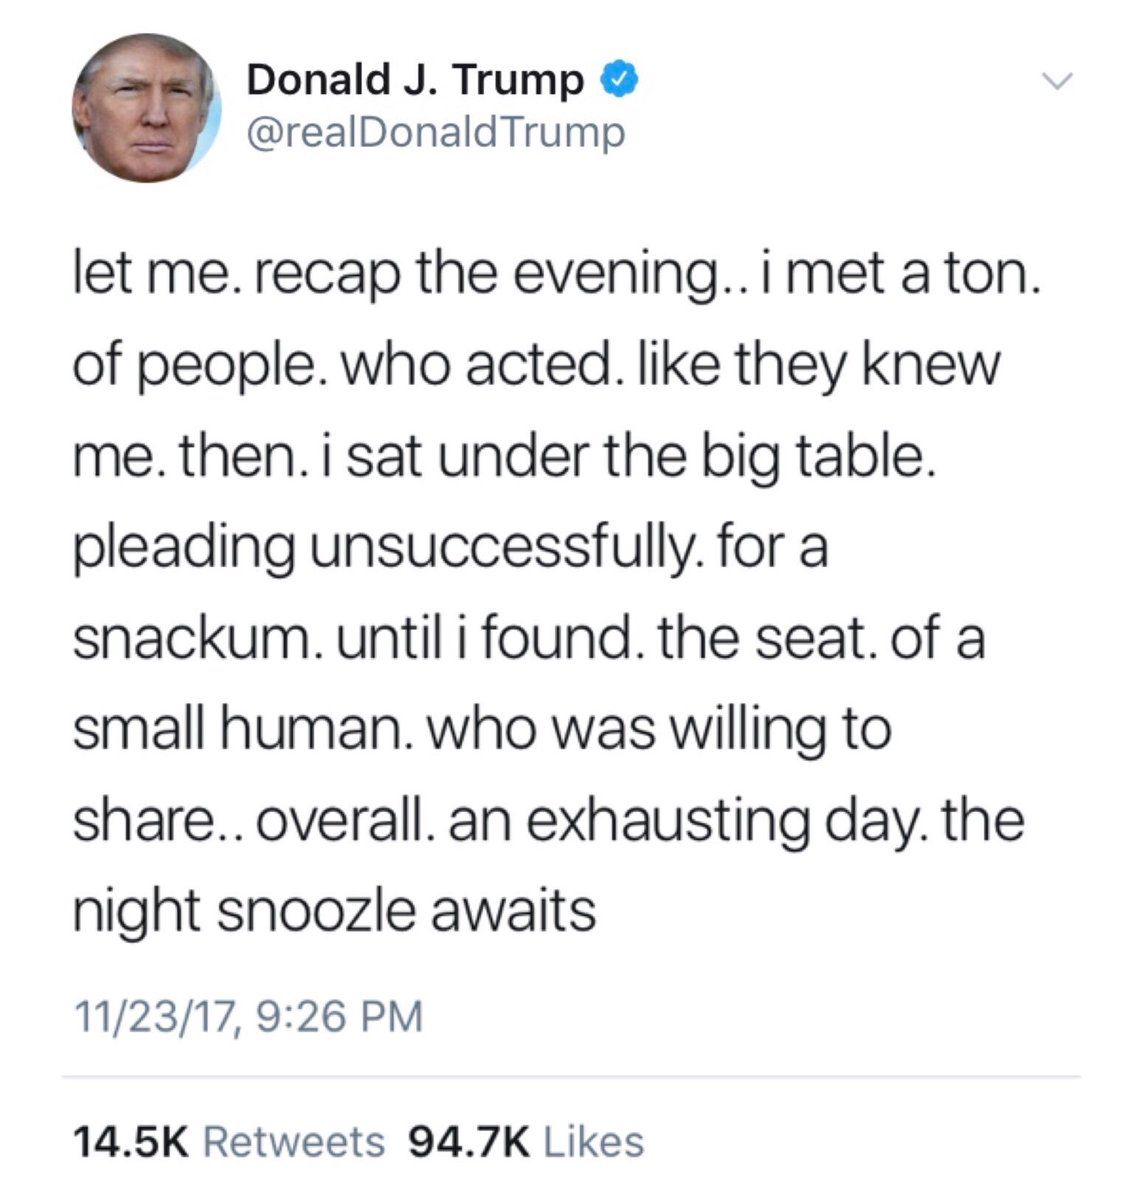 Donald J. Trump
@realDonaldTrump
let me. recap the evening.. i met a ton.
of people. who acted. like they knew
me. then. i sat under the big table.
pleading unsuccessfully. for a
snackum. until i found. the seat. of a
small human. who was willing to
share.. overall. an exhausting day. the
night snoozle awaits
11/23/17, 9:26 PM
14.5K Retweets 94.7K Likes